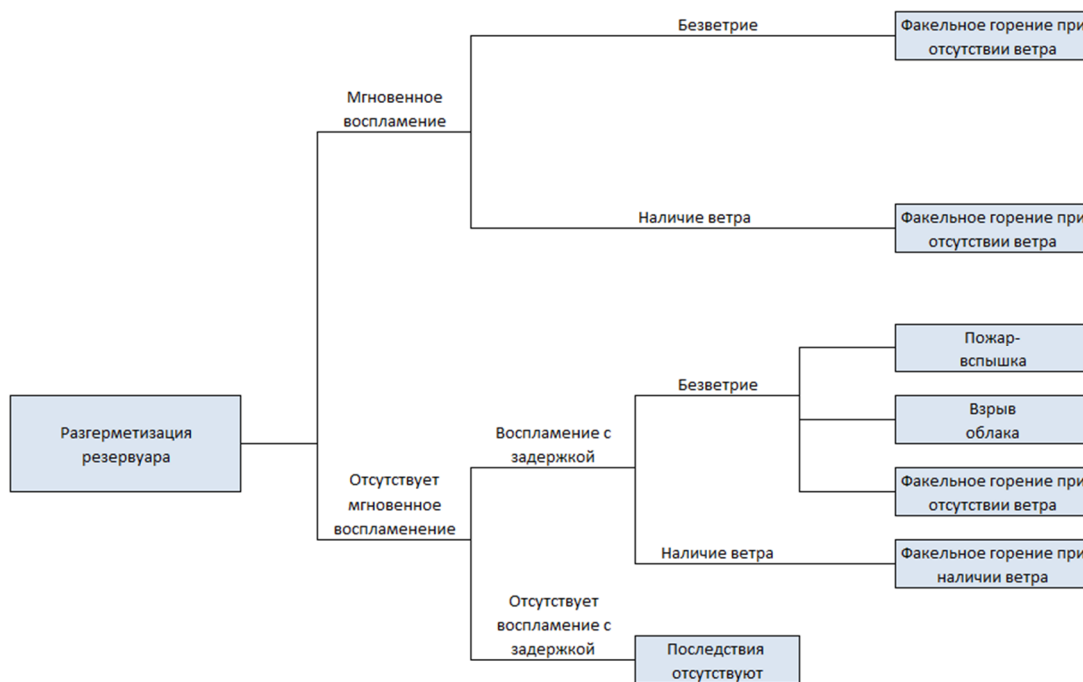 Безветрие
Факельное горение при
отсутствии ветра
Мгновенное
воспламение
Наличие ветра
Факельное горение при
отсутствии ветра
Пожар-
вспышка
Безветрие
Взрыв
облака
Разгерметизация
резервуара
Воспламение с
задержкой
Отсутствует
мгновенное
воспламенение
Факельное горение при
отсутствии ветра
Наличие ветра
Факельное горение при
наличии ветра
Отсутствует
воспламение с
задержкой
Последствия
отсутствуют